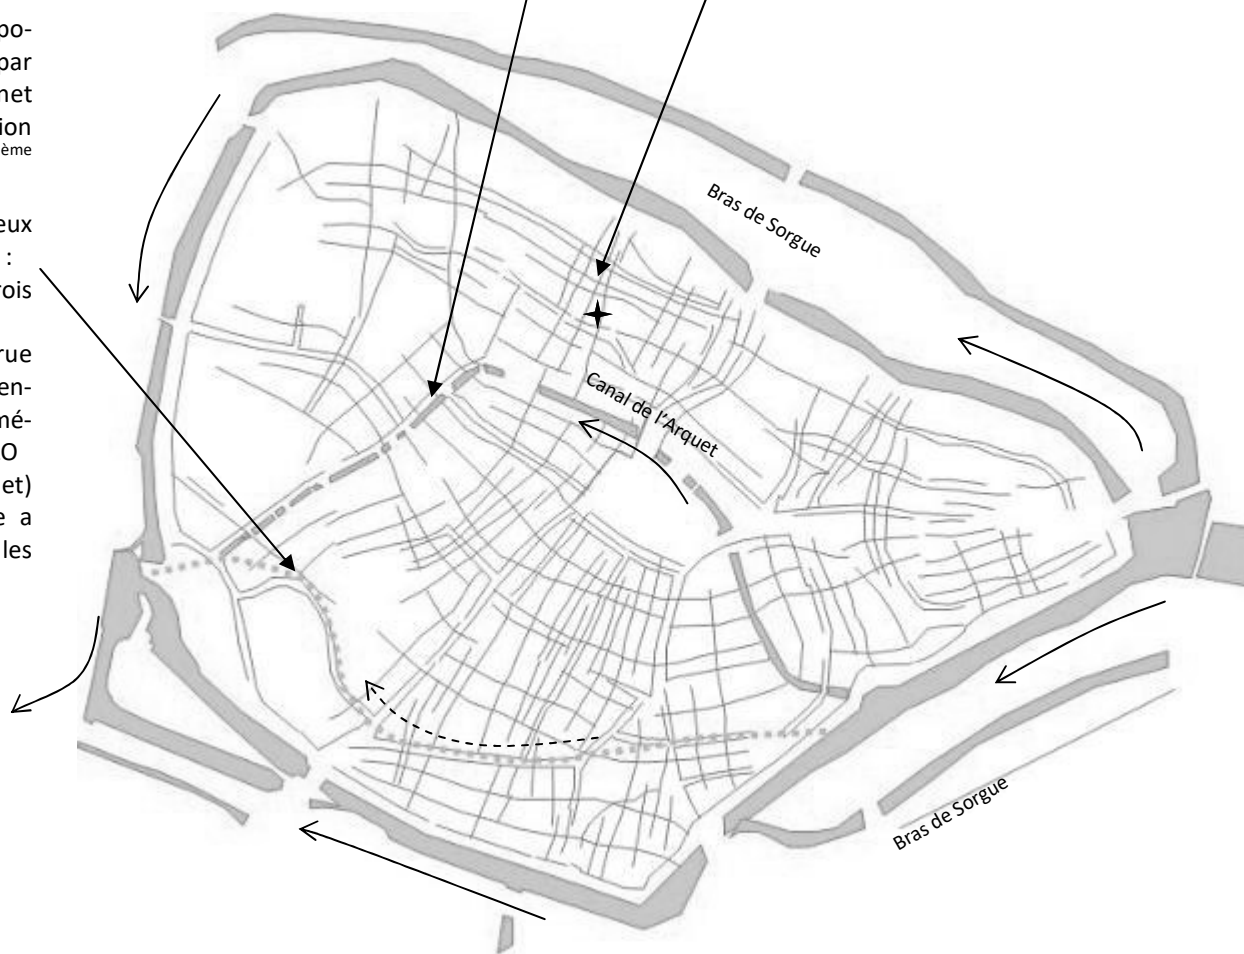 po-
par
net
ion
ème
eux
:
rois
rue
en-
mé-
O
et)
e a
les
Bras de Sorgue
Canal de l'Arquet
Bras de Sorgue